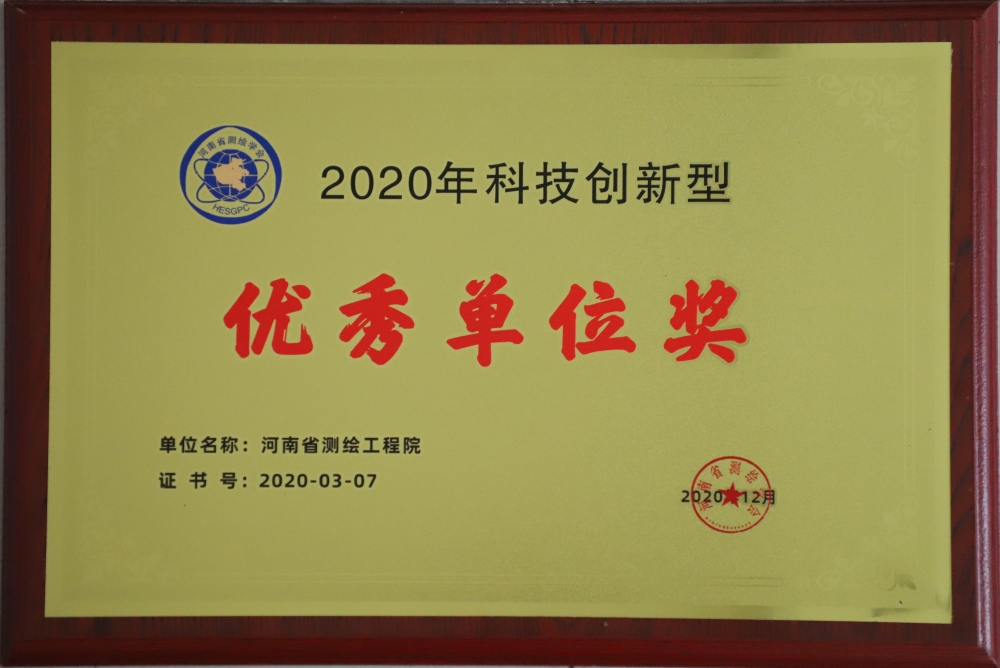 河南省测绘学会
HESGPC
2020年科技创新型
优秀单位奖
单位名称：河南省测绘工程院
证 书 号：2020-03-07
河南省测绘学会
2020年12月